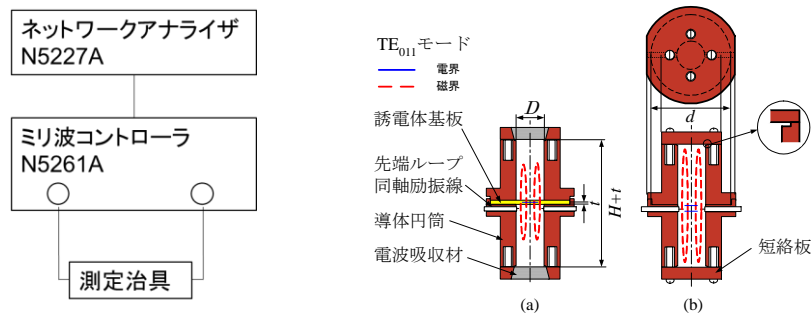 ネットワークアナライザ
N5227A
ミリ波コントローラ
N5261A
測定治具
TE011モード
電界
磁界
誘電体基板
先端ループ
同軸励振線
導体円筒
電波吸収材
D
t
H+t
(a)
d
短絡板
(b)